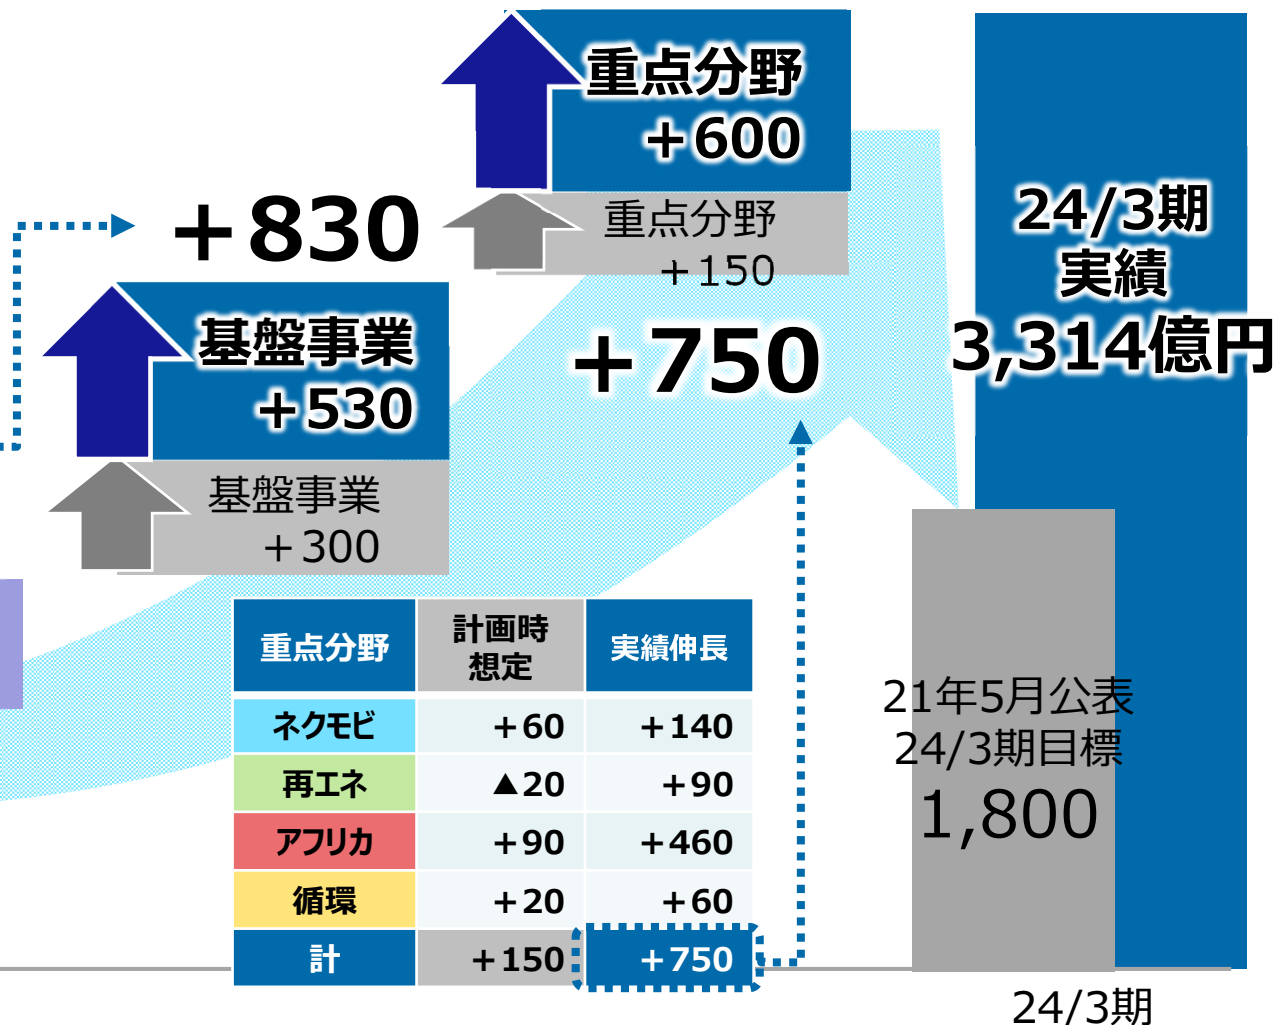 重点分野
+600
重点分野
+150
+750
+830
基盤事業
+530
基盤事業
+300
24/3期
実績
3,314億円
21年5月公表
24/3期目標
1,800
24/3期
重点分野 計画時想定 実績伸長
ネクモビ +60 +140
再エネ ▲20 +90
アフリカ +90 +460
循環 +20 +60
計 +150 +750